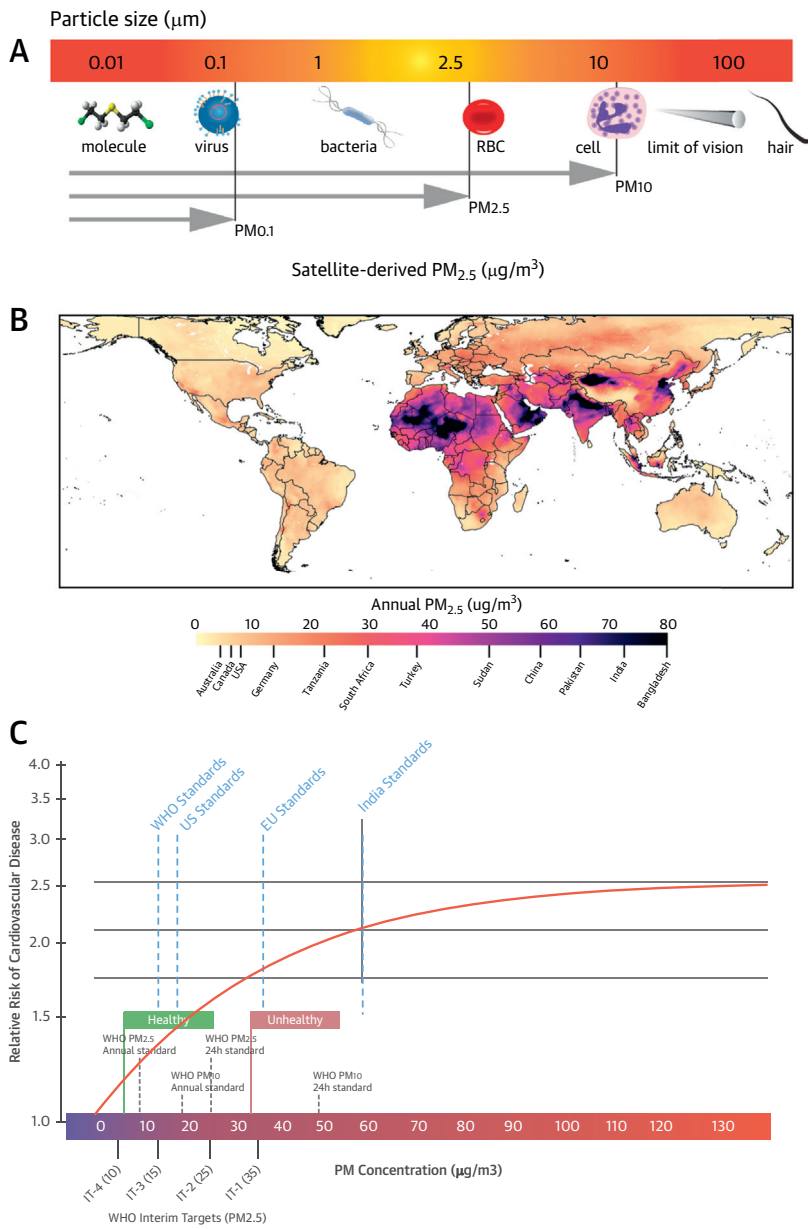 Particle size (μm)
A
0.01 0.1 1 2.5 10 100
molecule virus bacteria RBC cell limit of vision hair
PM10
PM2.5
PM0.1
Satellite-derived PM2.5 (μg/m3)
B
Annual PM2.5 (ug/m3)
0 10 20 30 40 50 60 70 80
Australia
Canada
USA
Germany
Tanzania
South Africa
Turkey
Sudan
China
Pakistan
India
Bangladesh
C
Relative Risk of Cardiovascular Disease
4.0
3.5
3.0
2.5
2.0
1.5
1.0
WHO Standards
US Standards
EU Standards
India Standards
Healthy
Unhealthy
WHO PM2.5
Annual standard
WHO PM2.5
24h standard
WHO PM10
Annual standard
WHO PM10
24h standard
0 10 20 30 40 50 60 70 80 90 100 110 120 130
IT-4 (10)
IT-3 (15)
IT-2 (25)
IT-1 (35)
PM Concentration (μg/m3)
WHO Interim Targets (PM2.5)